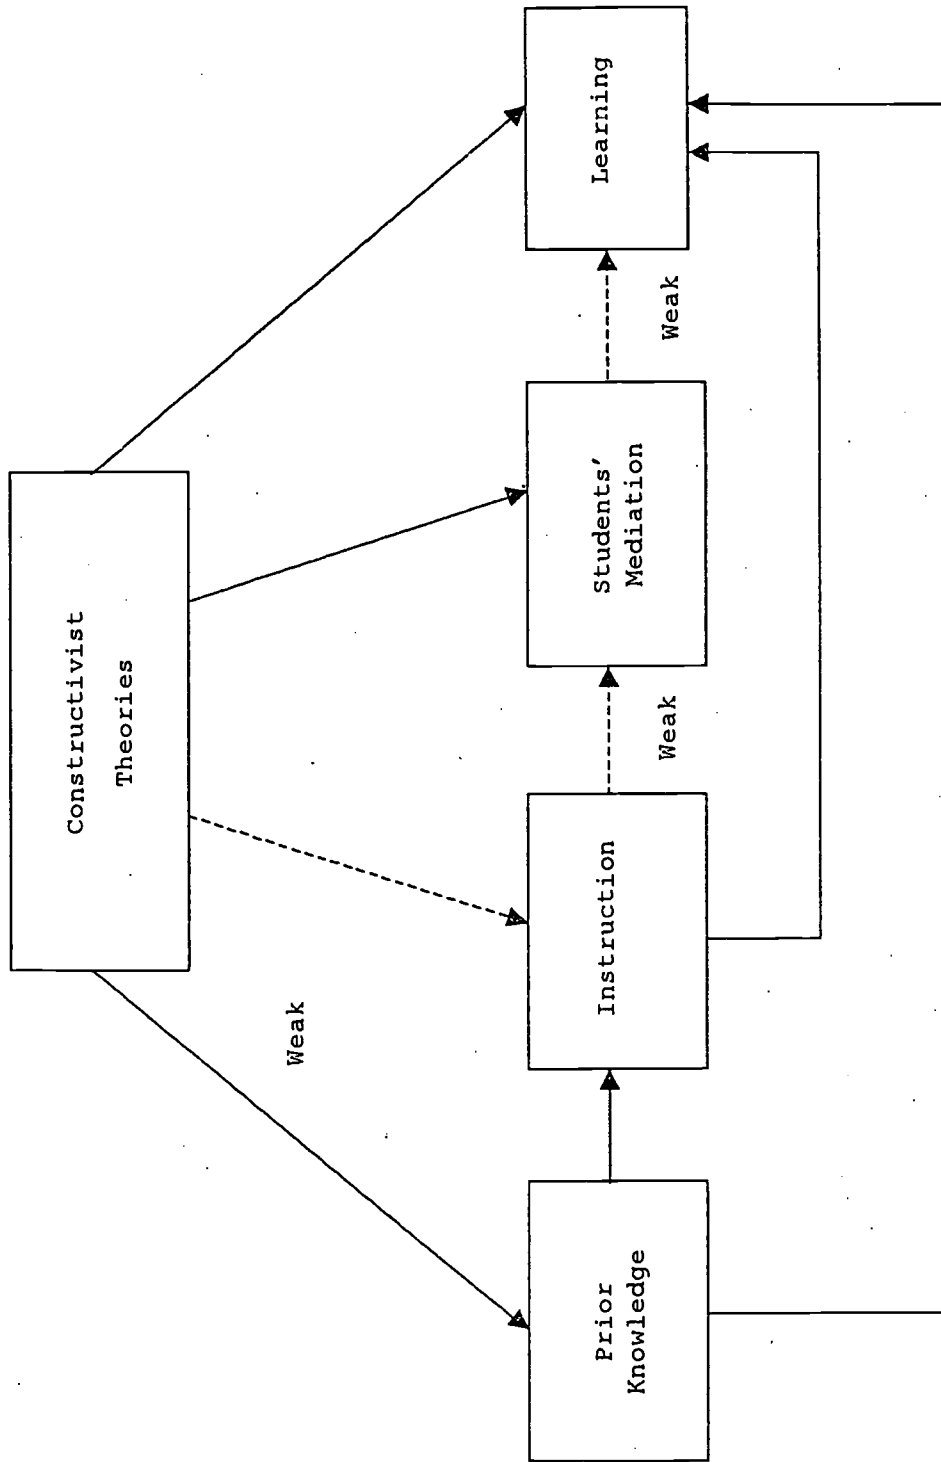 Constructivist
Theories
Weak
Prior
Knowledge
Instruction
Weak
Students'
Mediation
Weak
Learning